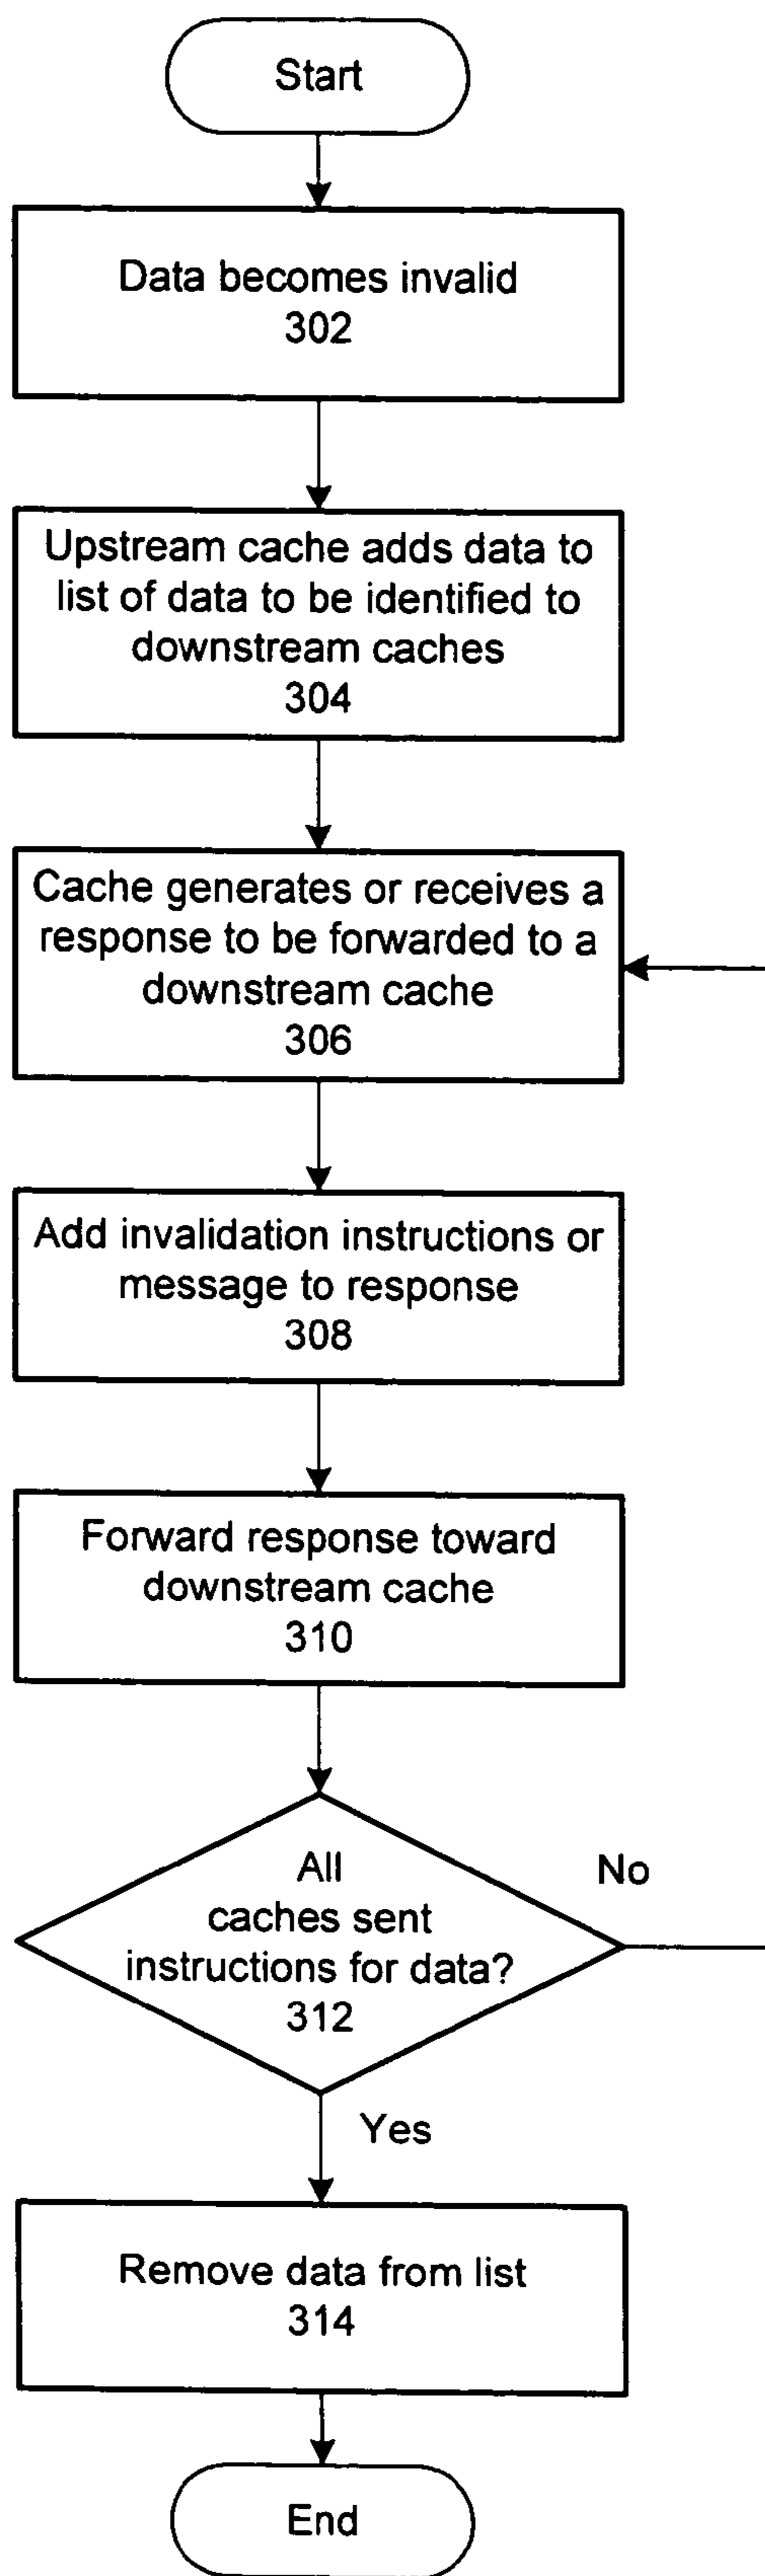 Start
Data becomes invalid
302
Upstream cache adds data to
list of data to be identified to
downstream caches
304
Cache generates or receives a
response to be forwarded to a
downstream cache
306
Add invalidation instructions or
message to response
308
Forward response toward
downstream cache
310
All
caches sent
instructions for data?
312
No
Yes
Remove data from list
314
End